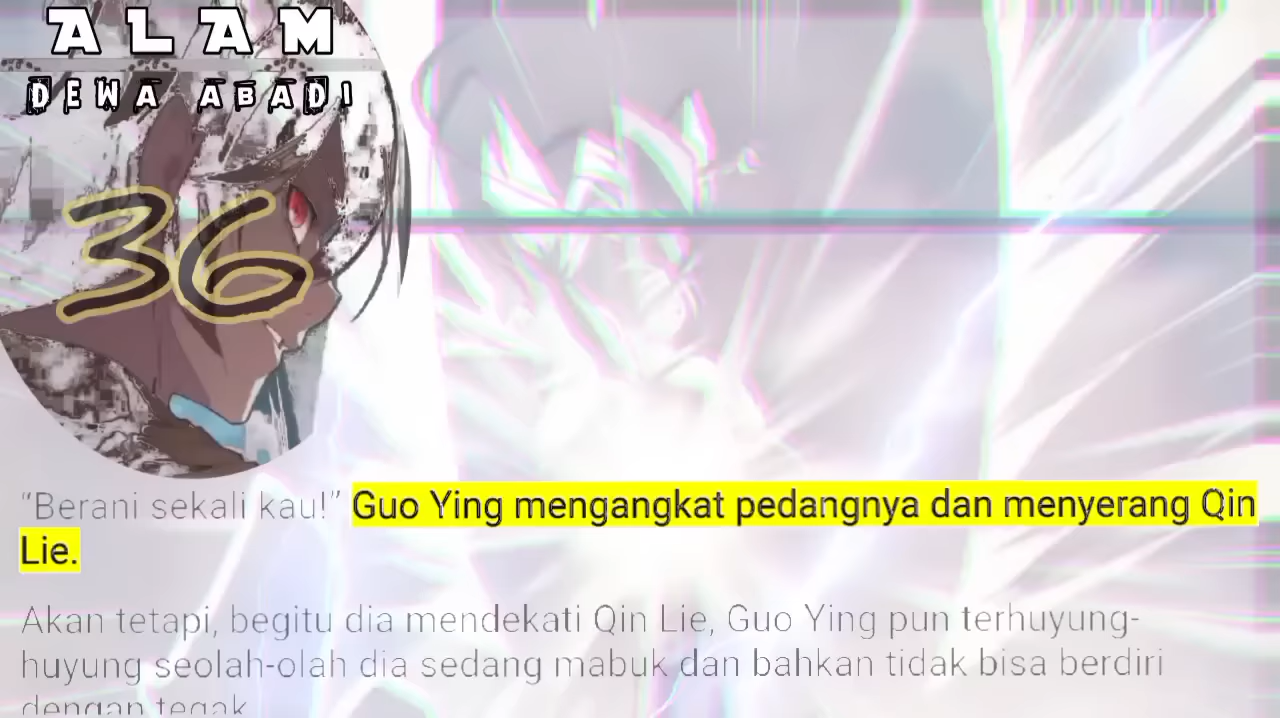 ALAM
DEWA ABADI
36
“Berani sekali kau!” Guo Ying mengangkat pedangnya dan menyerang Qin
Lie.
Akan tetapi, begitu dia mendekati Qin Lie, Guo Ying pun terhuyung-
huyung seolah-olah dia sedang mabuk dan bahkan tidak bisa berdiri
dengan tegak